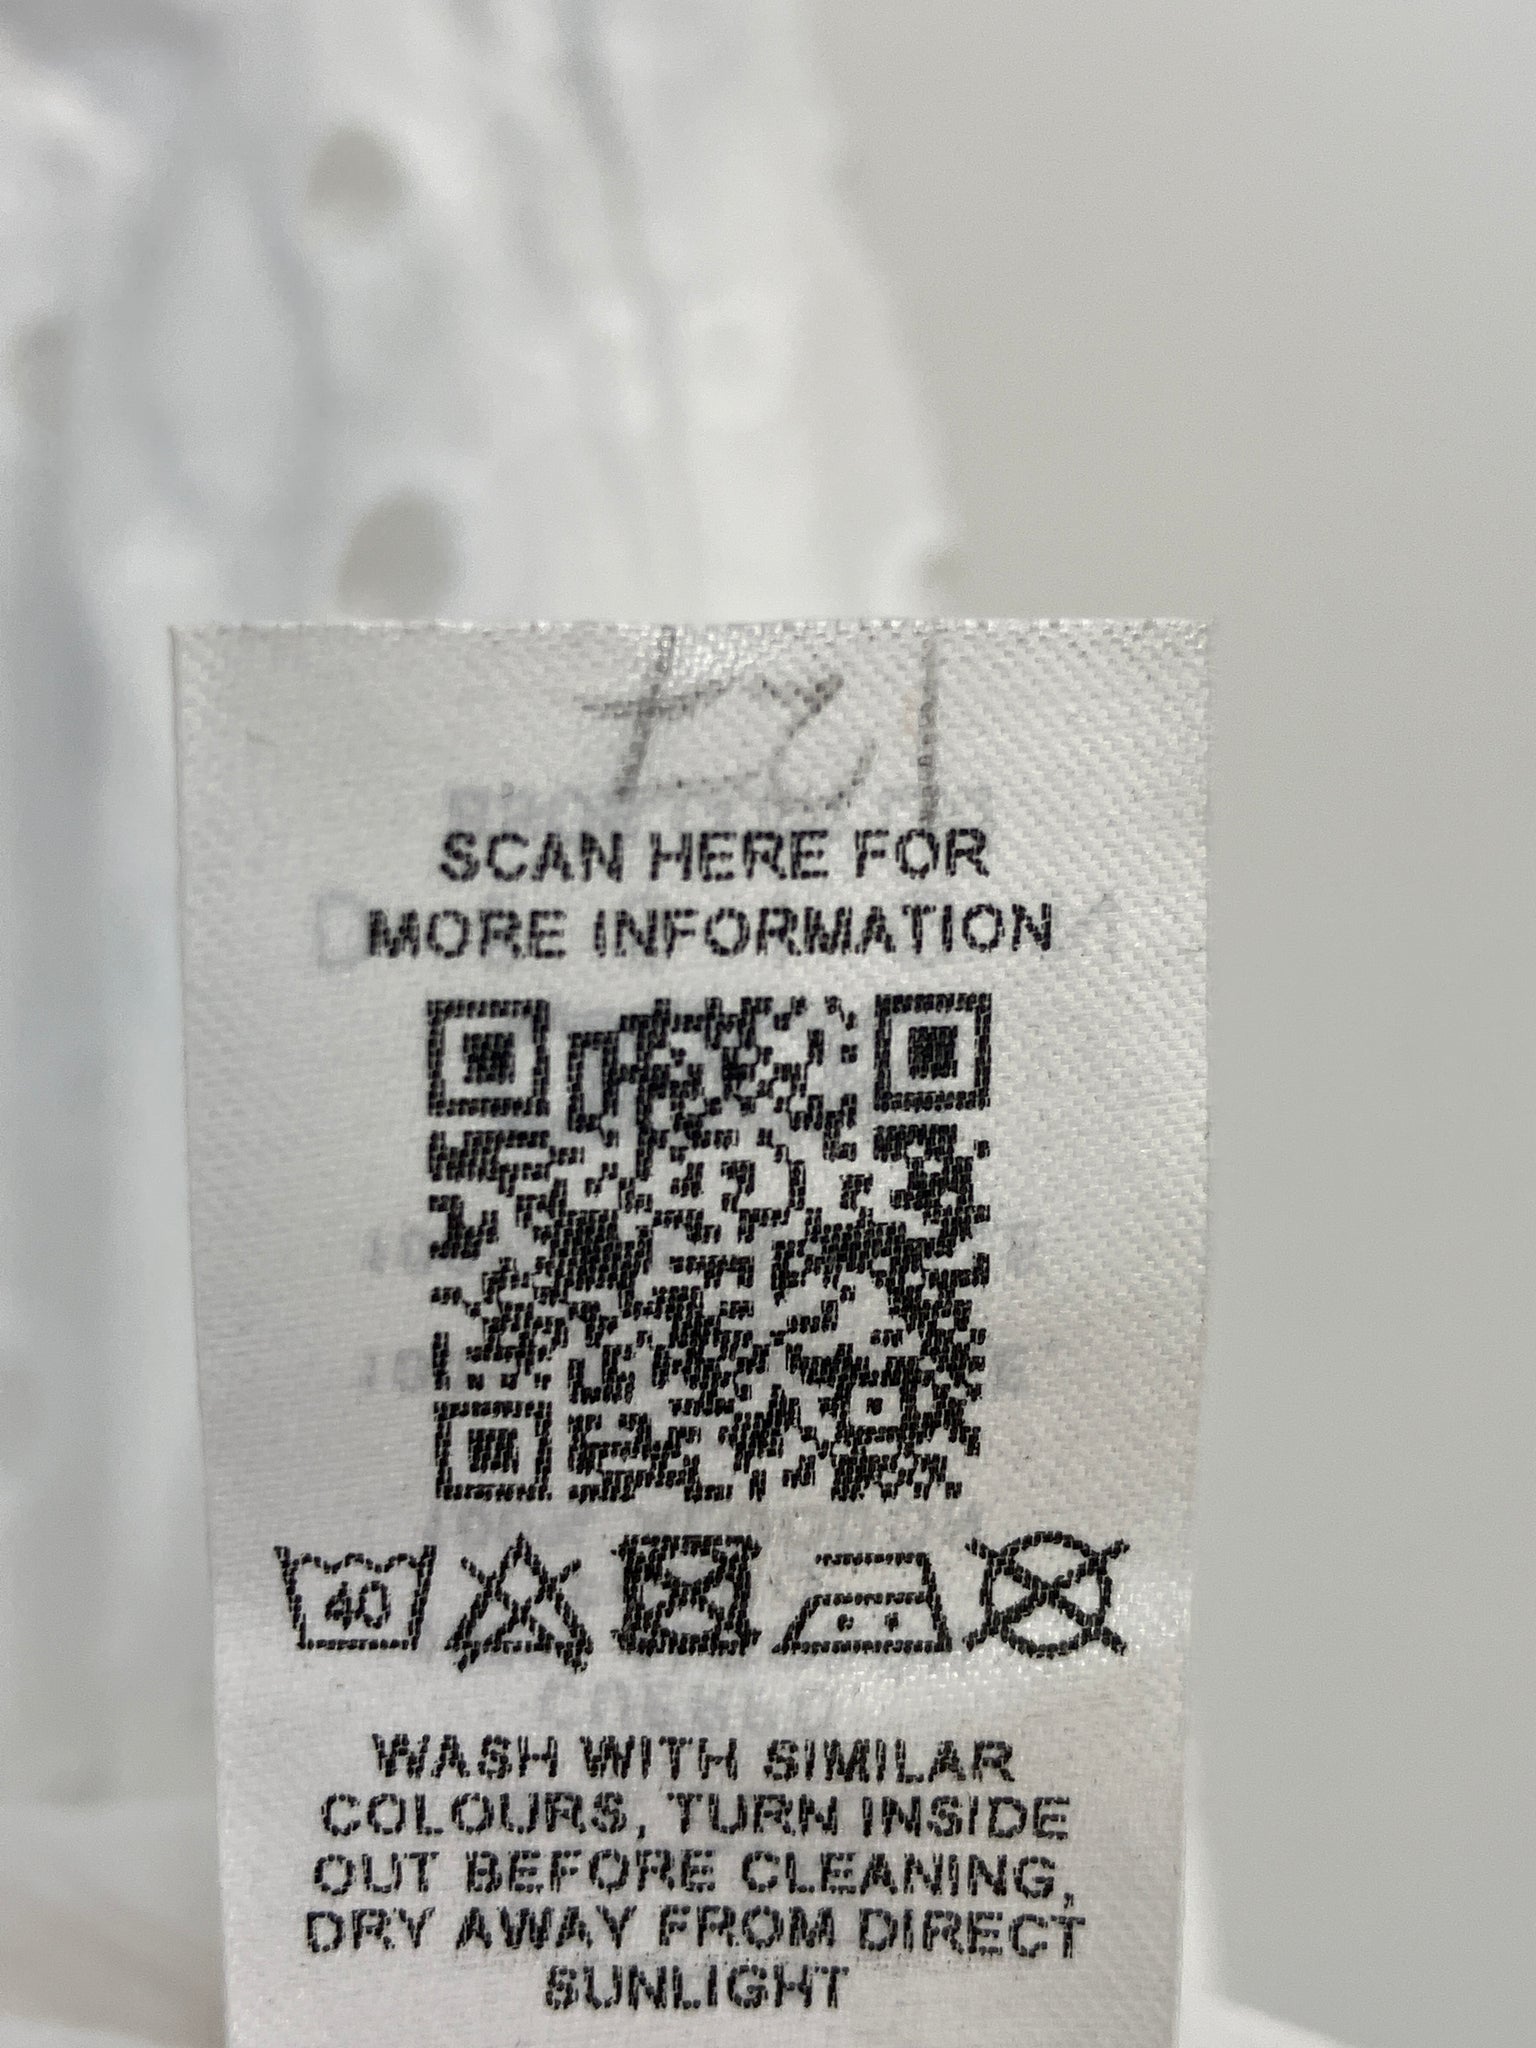 SCAN HERE FOR
MORE INFORMATION
40
WASH WITH SIMILAR
COLOURS, TURN INSIDE
OUT BEFORE CLEANING,
DRY AWAY FROM DIRECT
SUNLIGHT